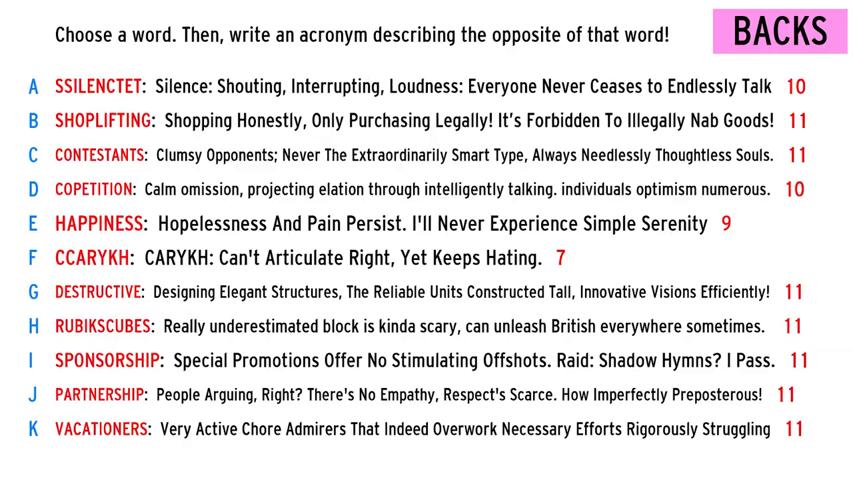 Choose a word. Then, write an acronym describing the opposite of that word!
BACKS
A SSILENCTET: Silence: Shouting, Interrupting, Loudness: Everyone Never Ceases to Endlessly Talk 10
B SHOPLIFTING: Shopping Honestly, Only Purchasing Legally! It's Forbidden To Illegally Nab Goods! 11
C CONTESTANTS: Clumsy Opponents; Never The Extraordinarily Smart Type, Always Needlessly Thoughtless Souls. 11
D COPETITION: Calm omission, projecting elation through intelligently talking. individuals optimism numerous. 10
E HAPPINESS: Hopelessness And Pain Persist. I'll Never Experience Simple Serenity 9
F CCARYKH: CARYKH: Can't Articulate Right, Yet Keeps Hating. 7
G DESTRUCTIVE: Designing Elegant Structures, The Reliable Units Constructed Tall, Innovative Visions Efficiently! 11
H RUBIKSCUBES: Really underestimated block is kinda scary, can unleash British everywhere sometimes. 11
I SPONSORSHIP: Special Promotions Offer No Stimulating Offshots. Raid: Shadow Hymns? I Pass. 11
J PARTNERSHIP: People Arguing, Right? There's No Empathy, Respect's Scarce. How Imperfectly Preposterous! 11
K VACATIONERS: Very Active Chore Admirers That Indeed Overwork Necessary Efforts Rigorously Struggling 11